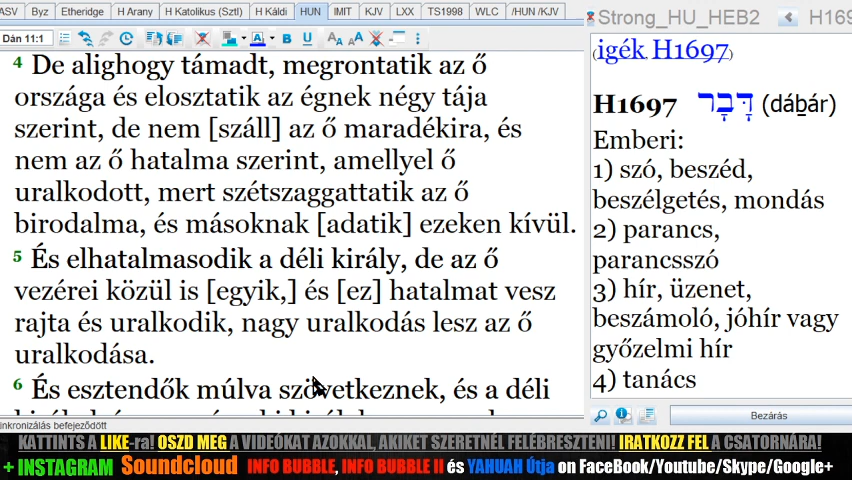 ASV Byz Etheridge H Arany H Katolikus (Sztl) H Káldi HUN IMIT KJV LXX TS1998 WLC /HUN /KJV
Dán 11:1
4 De alighogy támadt, megrontatik az ő
országa és elosztatik az égnek négy tája
szerint, de nem [száll] az ő maradékira, és
nem az ő hatalma szerint, amellyel ő
uralkodott, mert szétszaggattatik az ő
birodalma, és másoknak [adatik] ezeken kívül.
5 És elhatalmasodik a déli király, de az ő
vezérei közül is [egyik,] és [ez] hatalmat vesz
rajta és uralkodik, nagy uralkodás lesz az ő
uralkodása.
6 És esztendők múlva szövetkeznek, és a déli
inkronizálás befejeződött
Strong_HU_HEB2 H169
(igék H1697)
H1697 דָּבָר (dáḇár)
Emberi:
1) szó, beszéd,
beszélgetés, mondás
2) parancs,
parancsszó
3) hír, üzenet,
beszámoló, jóhír vagy
győzelmi hír
4) tanács
Bezárás
KATTINTS A LIKE-ra! OSZD MEG A VIDEÓKAT AZOKKAL, AKIKET SZERETNÉL FELÉBRESZTENI! IRATKOZZ FEL A CSATORNÁRA!
+ INSTAGRAM Soundcloud INFO BUBBLE, INFO BUBBLE II és YAHUAH Útja on FaceBook/Youtube/Skype/Google+